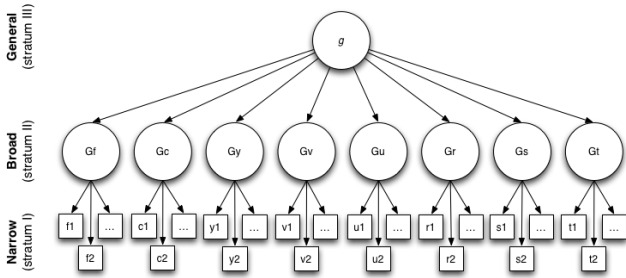 General
(stratum III)
g
Broad
(stratum II)
Gf Gc Gy Gv Gu Gr Gs Gt
Narrow
(stratum I)
f1 ... c1 ... y1 ... v1 ... u1 ... r1 ... s1 ... t1 ...
f2 c2 y2 v2 u2 r2 s2 t2